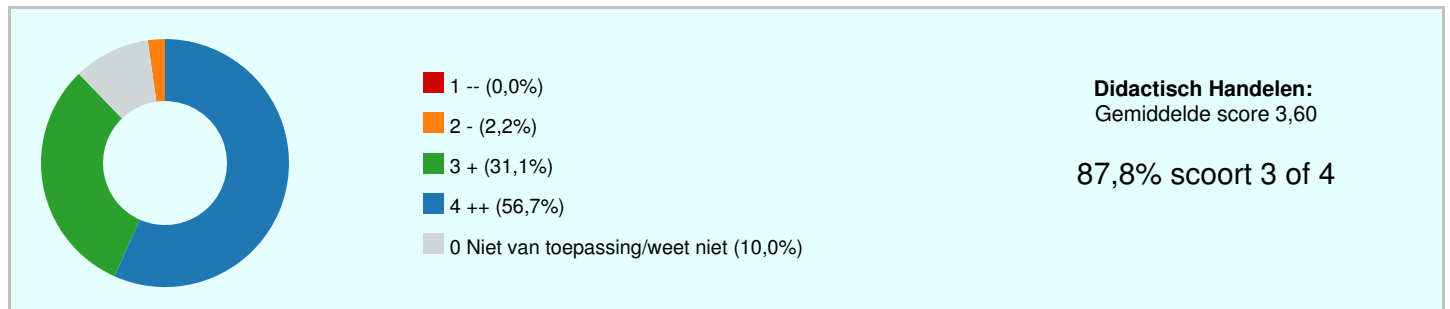 1 -- (0,0%)
2 - (2,2%)
3 + (31,1%)
4 ++ (56,7%)
0 Niet van toepassing/weet niet (10,0%)
Didactisch Handelen:
Gemiddelde score 3,60
87,8% scoort 3 of 4